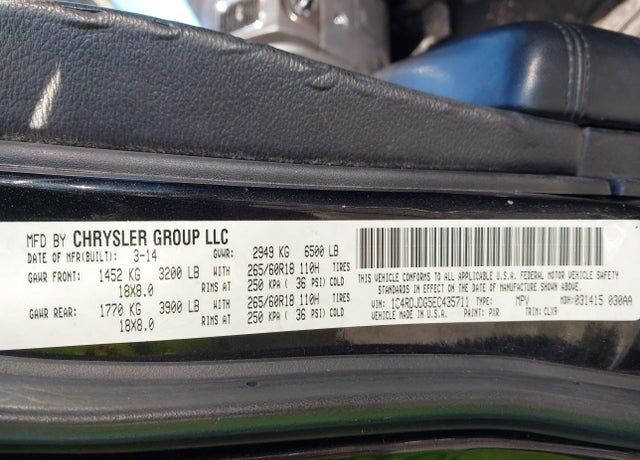 MFD BY CHRYSLER GROUP LLC
DATE OF MFR(BUILT): 3-14 GVWR: 2949 KG 6500 LB
GAWR FRONT: 1452 KG 3200 LB WITH 265/60R18 110H TIRES
18X8.0 RIMS AT 250 KPA ( 36 PSI) COLD
GAWR REAR: 1770 KG 3900 LB WITH 265/60R18 110H TIRES
18X8.0 RIMS AT 250 KPA ( 36 PSI) COLD
THIS VEHICLE CONFORMS TO ALL APPLICABLE U.S.A. FEDERAL MOTOR VEHICLE SAFETY
STANDARDS IN EFFECT ON THE DATE OF MANUFACTURE SHOWN ABOVE.
VIN: 1C4RDJDG5EC435711 TYPE: MPV MDH: 031415 030AA
VEHICLE MADE IN U.S.A. PAINT: PXR TRIM: CLX9